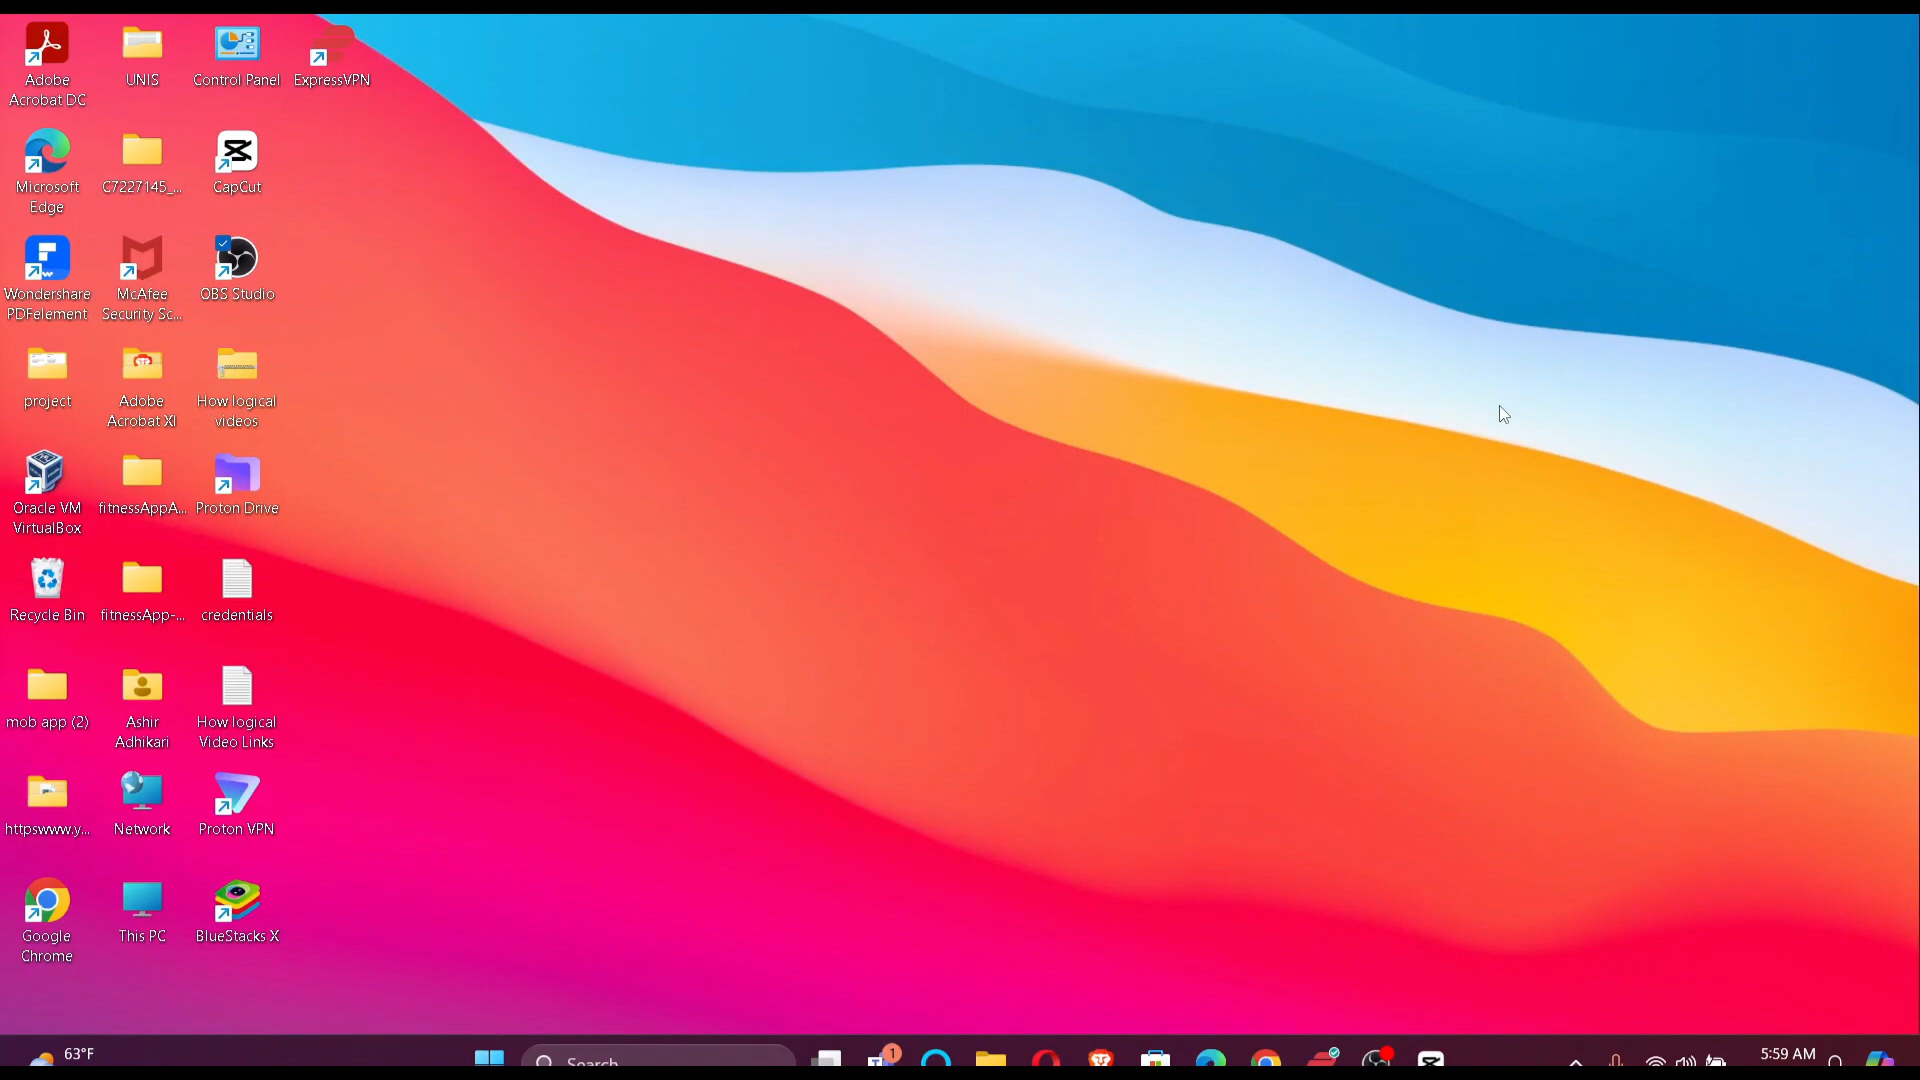 Adobe
Acrobat DC
UNIS
Control Panel
ExpressVPN
Microsoft
Edge
C7227145_...
CapCut
Wondershare
PDFelement
McAfee
Security Sc...
OBS Studio
project
Adobe
Acrobat XI
How logical
videos
Oracle VM
VirtualBox
fitnessAppA...
Proton Drive
Recycle Bin
fitnessApp-...
credentials
mob app (2)
Ashir
Adhikari
How logical
Video Links
httpswww.y...
Network
Proton VPN
Google
Chrome
This PC
BlueStacks X
63°F
Search
1
5:59 AM